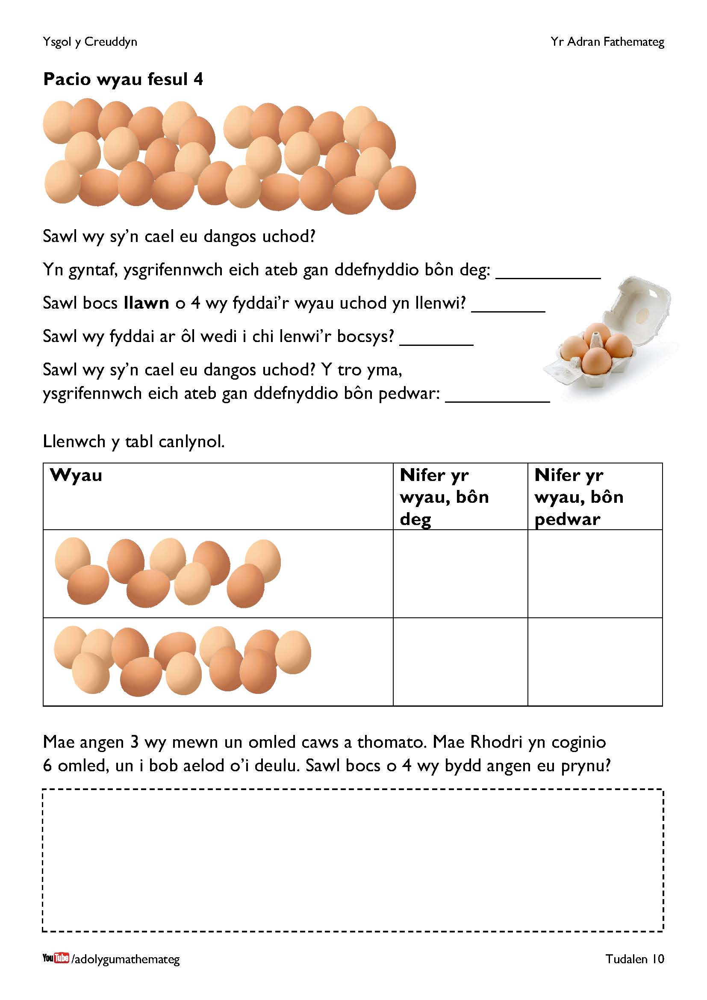 Ysgol y Creuddyn
Yr Adran Fathemateg
Pacio wyau fesul 4
Sawl wy sy’n cael eu dangos uchod?
Yn gyntaf, ysgrifennwch eich ateb gan ddefnyddio bôn deg: ___________
Sawl bocs llawn o 4 wy fyddai’r wyau uchod yn llenwi? ________
Sawl wy fyddai ar ôl wedi i chi lenwi’r bocsys? ________
Sawl wy sy’n cael eu dangos uchod? Y tro yma,
ysgrifennwch eich ateb gan ddefnyddio bôn pedwar: ___________
Llenwch y tabl canlynol.
Wyau
Nifer yr
wyau, bôn
deg
Nifer yr
wyau, bôn
pedwar
Mae angen 3 wy mewn un omled caws a thomato. Mae Rhodri yn coginio
6 omled, un i bob aelod o’i deulu. Sawl bocs o 4 wy bydd angen eu prynu?
YouTube/adolygumathemateg
Tudalen 10